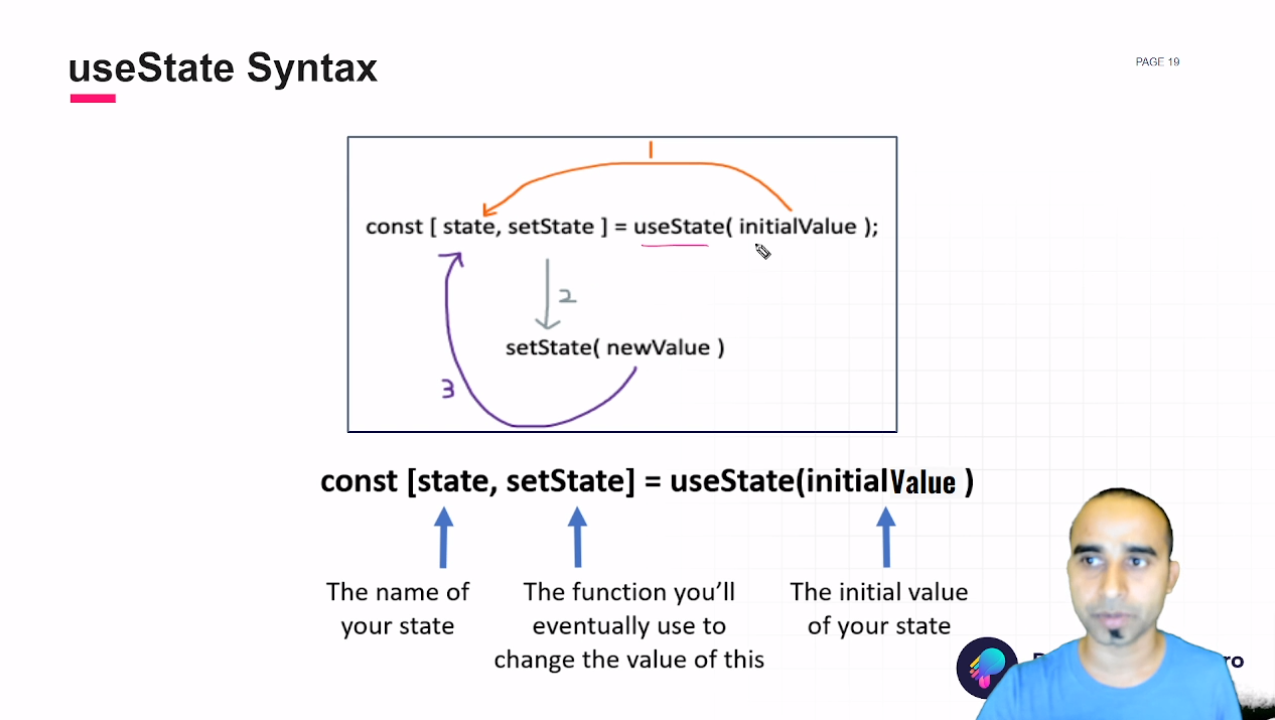 useState Syntax
PAGE 19
1
const [ state, setState ] = useState( initialValue );
2
setState( newValue )
3
const [state, setState] = useState(initialValue )
The name of
your state
The function you'll
eventually use to
change the value of this
The initial value
of your state